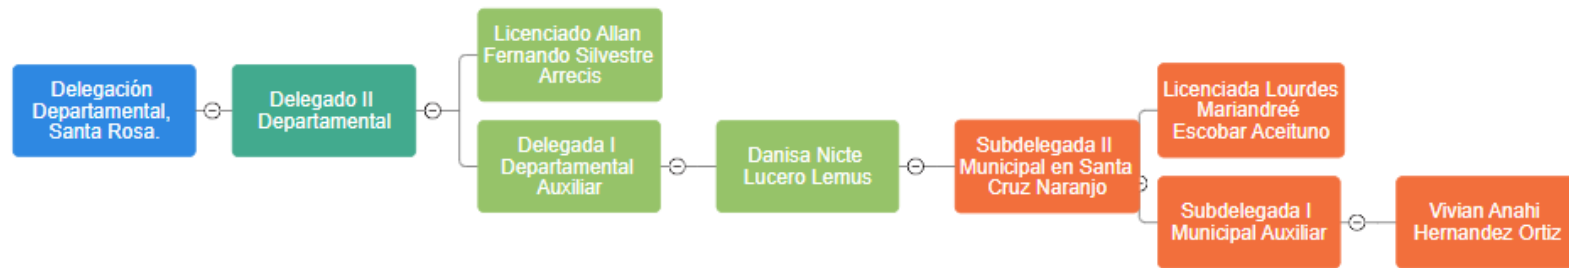 Delegación
Departamental,
Santa Rosa.
Delegado II
Departamental
Licenciado Allan
Fernando Silvestre
Arrecis
Delegada I
Departamental
Auxiliar
Danisa Nicte
Lucero Lemus
Subdelegada II
Municipal en Santa
Cruz Naranjo
Licenciada Lourdes
Mariandreé
Escobar Aceituno
Subdelegada I
Municipal Auxiliar
Vivian Anahi
Hernandez Ortiz